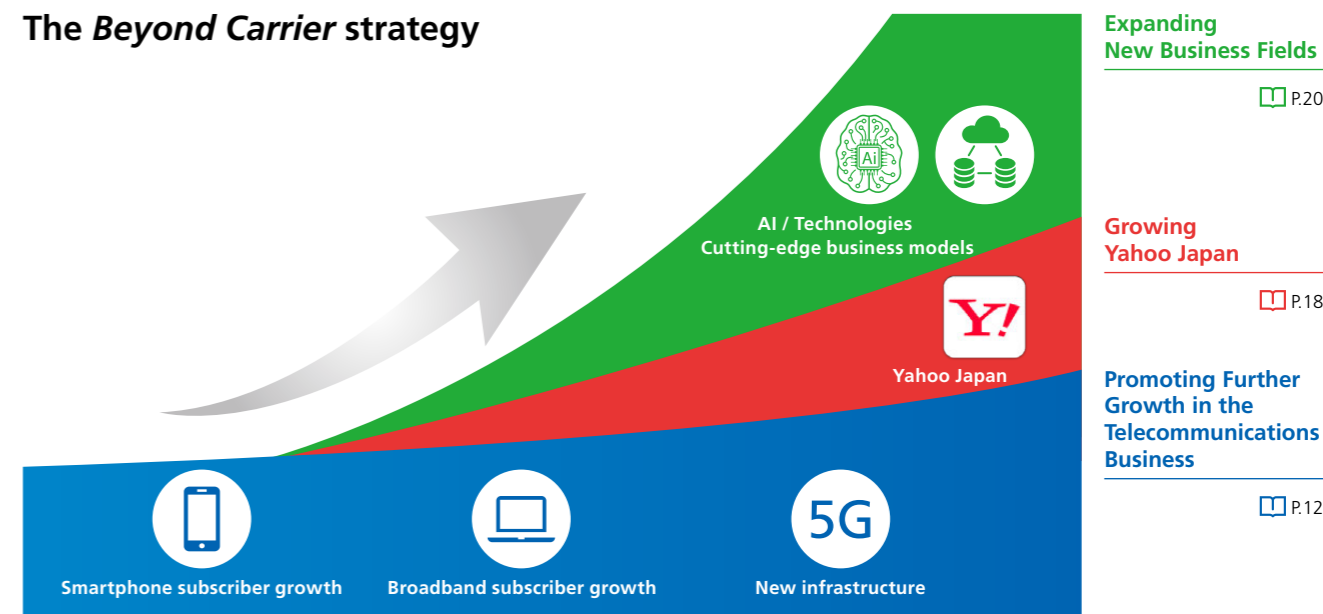 The Beyond Carrier strategy
Ai
AI / Technologies
Cutting-edge business models
Y!
Yahoo Japan
5G
Smartphone subscriber growth
Broadband subscriber growth
New infrastructure
Expanding
New Business Fields
P.20
Growing
Yahoo Japan
P.18
Promoting Further
Growth in the
Telecommunications
Business
P.12